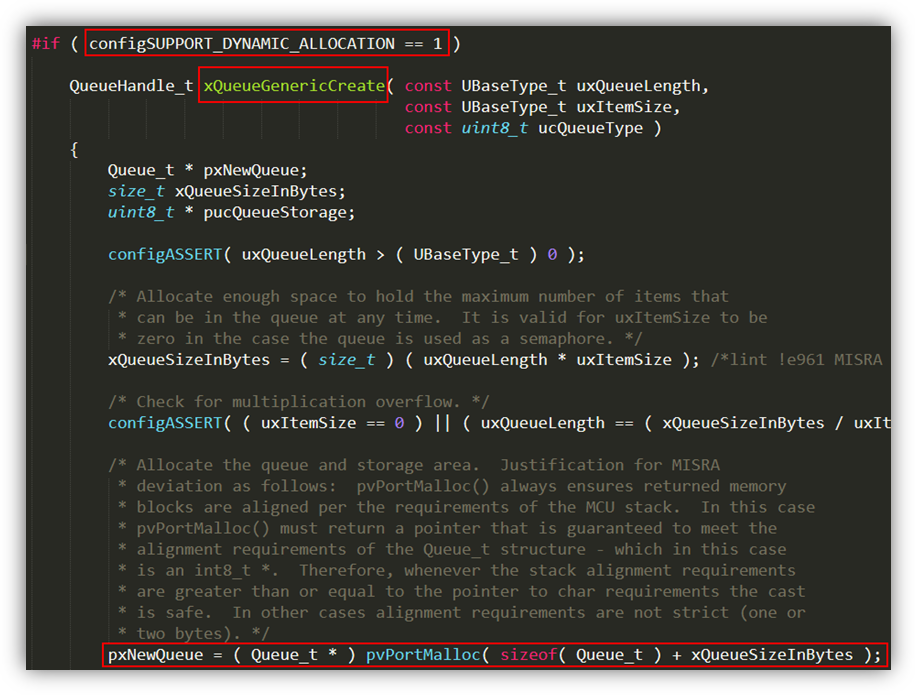 #if ( configSUPPORT_DYNAMIC_ALLOCATION == 1 )
QueueHandle_t xQueueGenericCreate( const UBaseType_t uxQueueLength,
const UBaseType_t uxItemSize,
const uint8_t ucQueueType )
{
Queue_t * pxNewQueue;
size_t xQueueSizeInBytes;
uint8_t * pucQueueStorage;
configASSERT( uxQueueLength > ( UBaseType_t ) 0 );
/* Allocate enough space to hold the maximum number of items that
* can be in the queue at any time.  It is valid for uxItemSize to be
* zero in the case the queue is used as a semaphore. */
xQueueSizeInBytes = ( size_t ) ( uxQueueLength * uxItemSize ); /*lint !e961 MISRA
/* Check for multiplication overflow. */
configASSERT( ( uxItemSize == 0 ) || ( uxQueueLength == ( xQueueSizeInBytes / uxIt
/* Allocate the queue and storage area.  Justification for MISRA
* deviation as follows:  pvPortMalloc() always ensures returned memory
* blocks are aligned per the requirements of the MCU stack.  In this case
* pvPortMalloc() must return a pointer that is guaranteed to meet the
* alignment requirements of the Queue_t structure - which in this case
* is an int8_t *.  Therefore, whenever the stack alignment requirements
* are greater than or equal to the pointer to char requirements the cast
* is safe.  In other cases alignment requirements are not strict (one or
* two bytes). */
pxNewQueue = ( Queue_t * ) pvPortMalloc( sizeof( Queue_t ) + xQueueSizeInBytes );